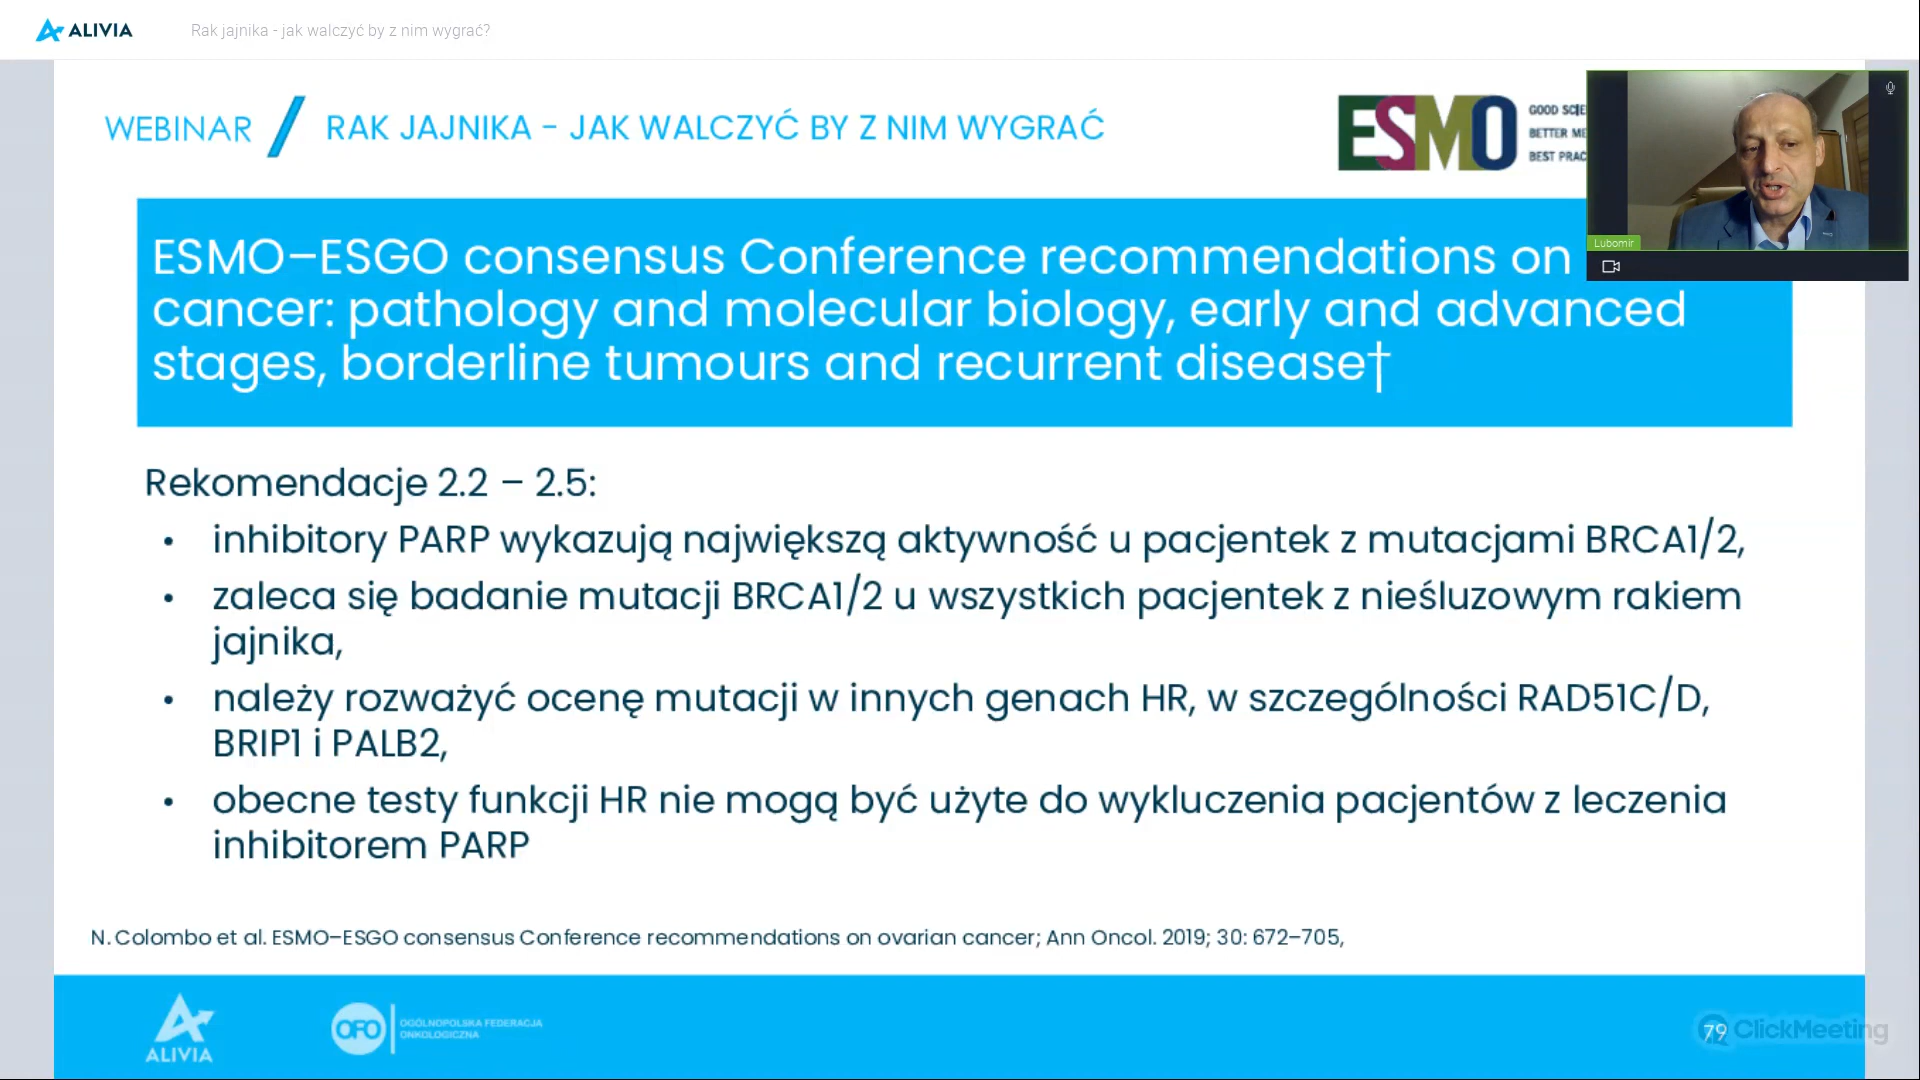 ALIVIA
Rak jajnika - jak walczyć by z nim wygrać?
WEBINAR / RAK JAJNIKA - JAK WALCZYĆ BY Z NIM WYGRAĆ
ESMO
GOOD SCIE
BETTER ME
BEST PRAC
Lubomir
ESMO–ESGO consensus Conference recommendations on
cancer: pathology and molecular biology, early and advanced
stages, borderline tumours and recurrent disease†
Rekomendacje 2.2 – 2.5:
• inhibitory PARP wykazują największą aktywność u pacjentek z mutacjami BRCA1/2,
• zaleca się badanie mutacji BRCA1/2 u wszystkich pacjentek z nieśluzowym rakiem
jajnika,
• należy rozważyć ocenę mutacji w innych genach HR, w szczególności RAD51C/D,
BRIP1 i PALB2,
• obecne testy funkcji HR nie mogą być użyte do wykluczenia pacjentów z leczenia
inhibitorem PARP
N. Colombo et al. ESMO–ESGO consensus Conference recommendations on ovarian cancer; Ann Oncol. 2019; 30: 672–705,
ALIVIA
OFO
OGÓLNOPOLSKA FEDERACJA
ONKOLOGICZNA
79
ClickMeeting